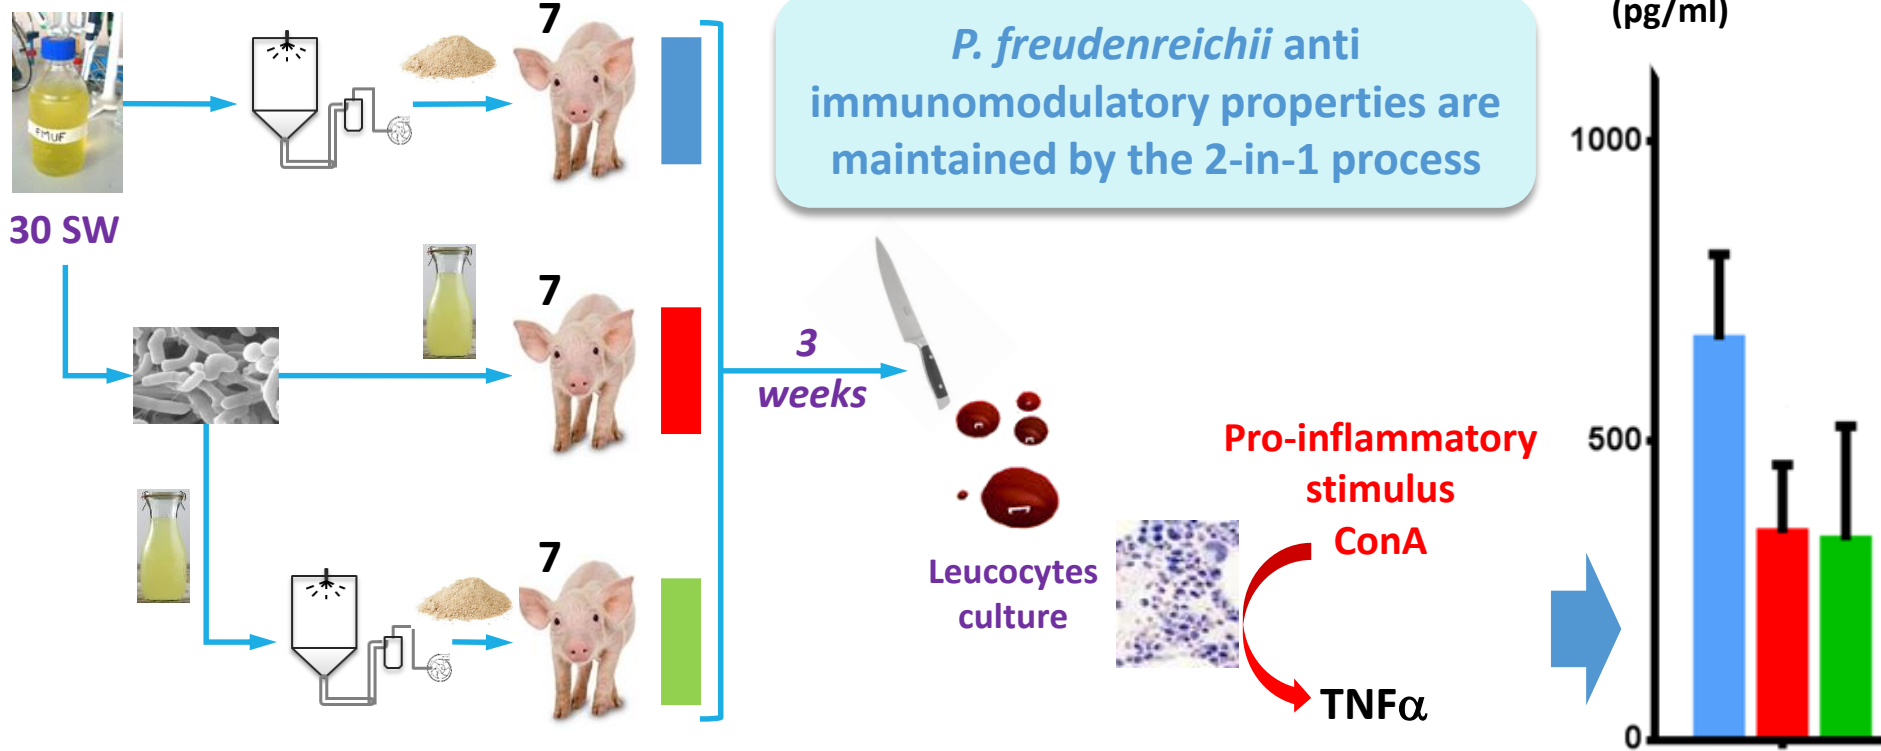 7
P. freudenreichii anti
immunomodulatory properties are
maintained by the 2-in-1 process
(pg/ml)
1000
FMUF
30 SW
7
3
weeks
500
Pro-inflammatory
stimulus
ConA
7
Leucocytes
culture
TNFα
0